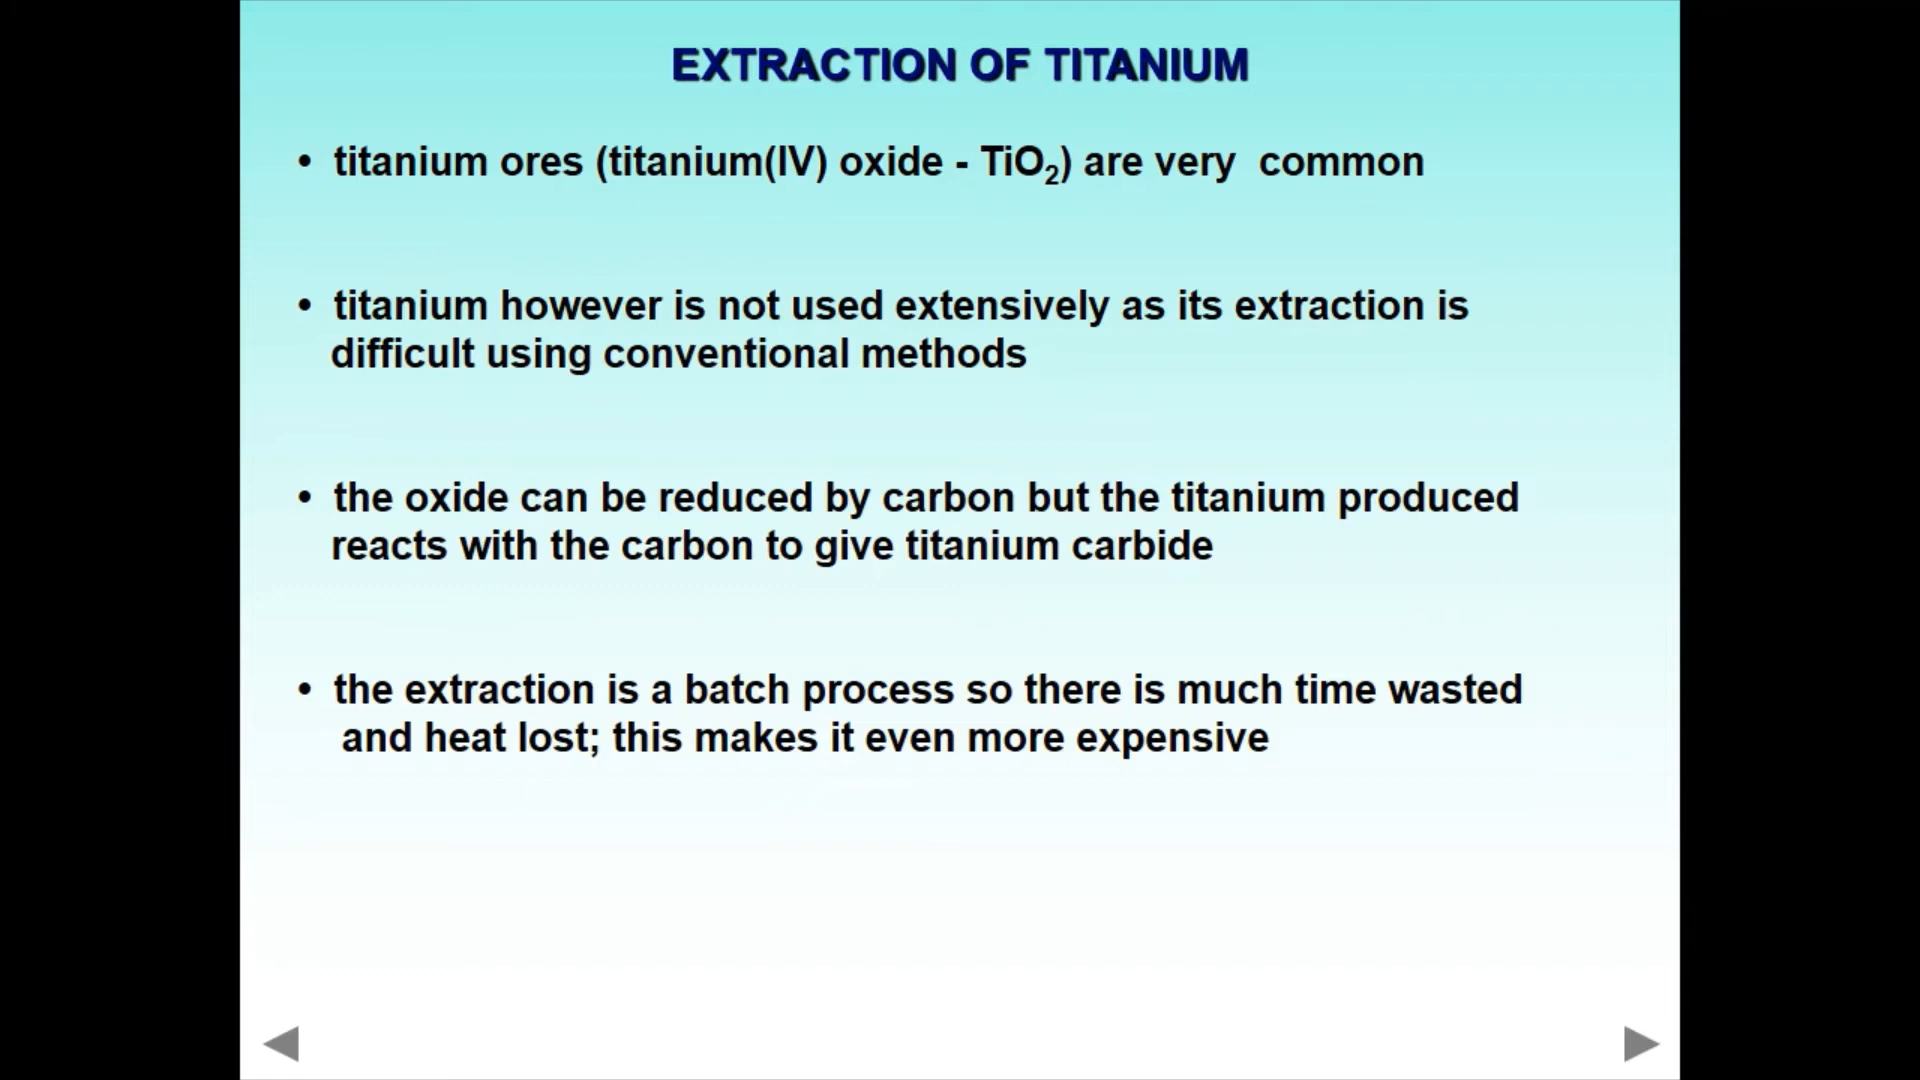 EXTRACTION OF TITANIUM
• titanium ores (titanium(IV) oxide - TiO₂) are very common
• titanium however is not used extensively as its extraction is
difficult using conventional methods
• the oxide can be reduced by carbon but the titanium produced
reacts with the carbon to give titanium carbide
• the extraction is a batch process so there is much time wasted
and heat lost; this makes it even more expensive